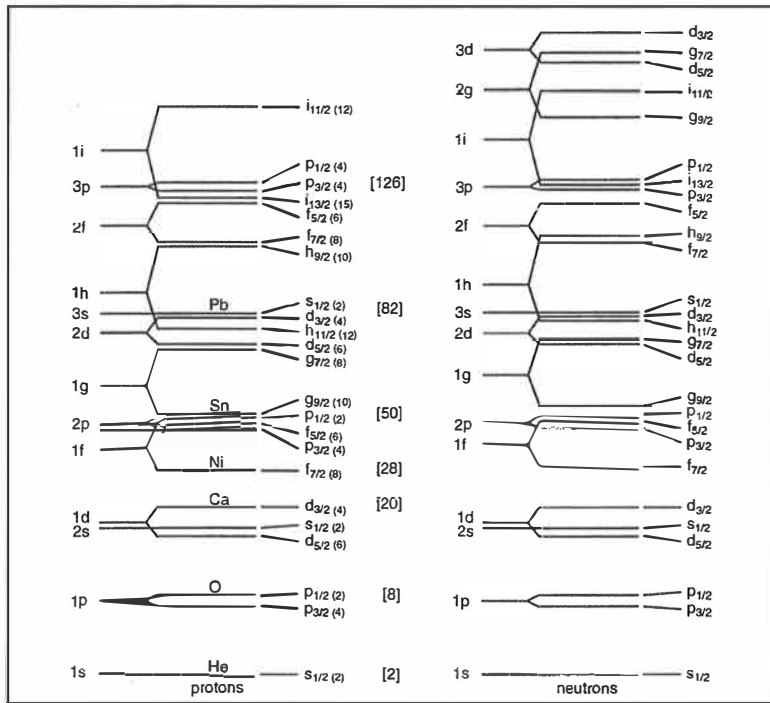 1i
3p
2f
1h
3s
2d
1g
2p
1f
1d
2s
1p
1s
Pb
Sn
Ni
Ca
O
He
protons
i11/2 (12)
p1/2 (4)
p3/2 (4)
i13/2 (15)
f5/2 (6)
f7/2 (8)
h9/2 (10)
s1/2 (2)
d3/2 (4)
h11/2 (12)
d5/2 (6)
g7/2 (8)
g9/2 (10)
p1/2 (2)
f5/2 (6)
p3/2 (4)
f7/2 (8)
d3/2 (4)
s1/2 (2)
d5/2 (6)
p1/2 (2)
p3/2 (4)
s1/2 (2)
[126]
[82]
[50]
[28]
[20]
[8]
[2]
3d
2g
1i
3p
2f
1h
3s
2d
1g
2p
1f
1d
2s
1p
1s
neutrons
d3/2
g7/2
d5/2
i11/2
g9/2
p1/2
i13/2
p3/2
f5/2
h9/2
f7/2
s1/2
d3/2
h11/2
g7/2
d5/2
g9/2
p1/2
f5/2
p3/2
f7/2
d3/2
s1/2
d5/2
p1/2
p3/2
s1/2